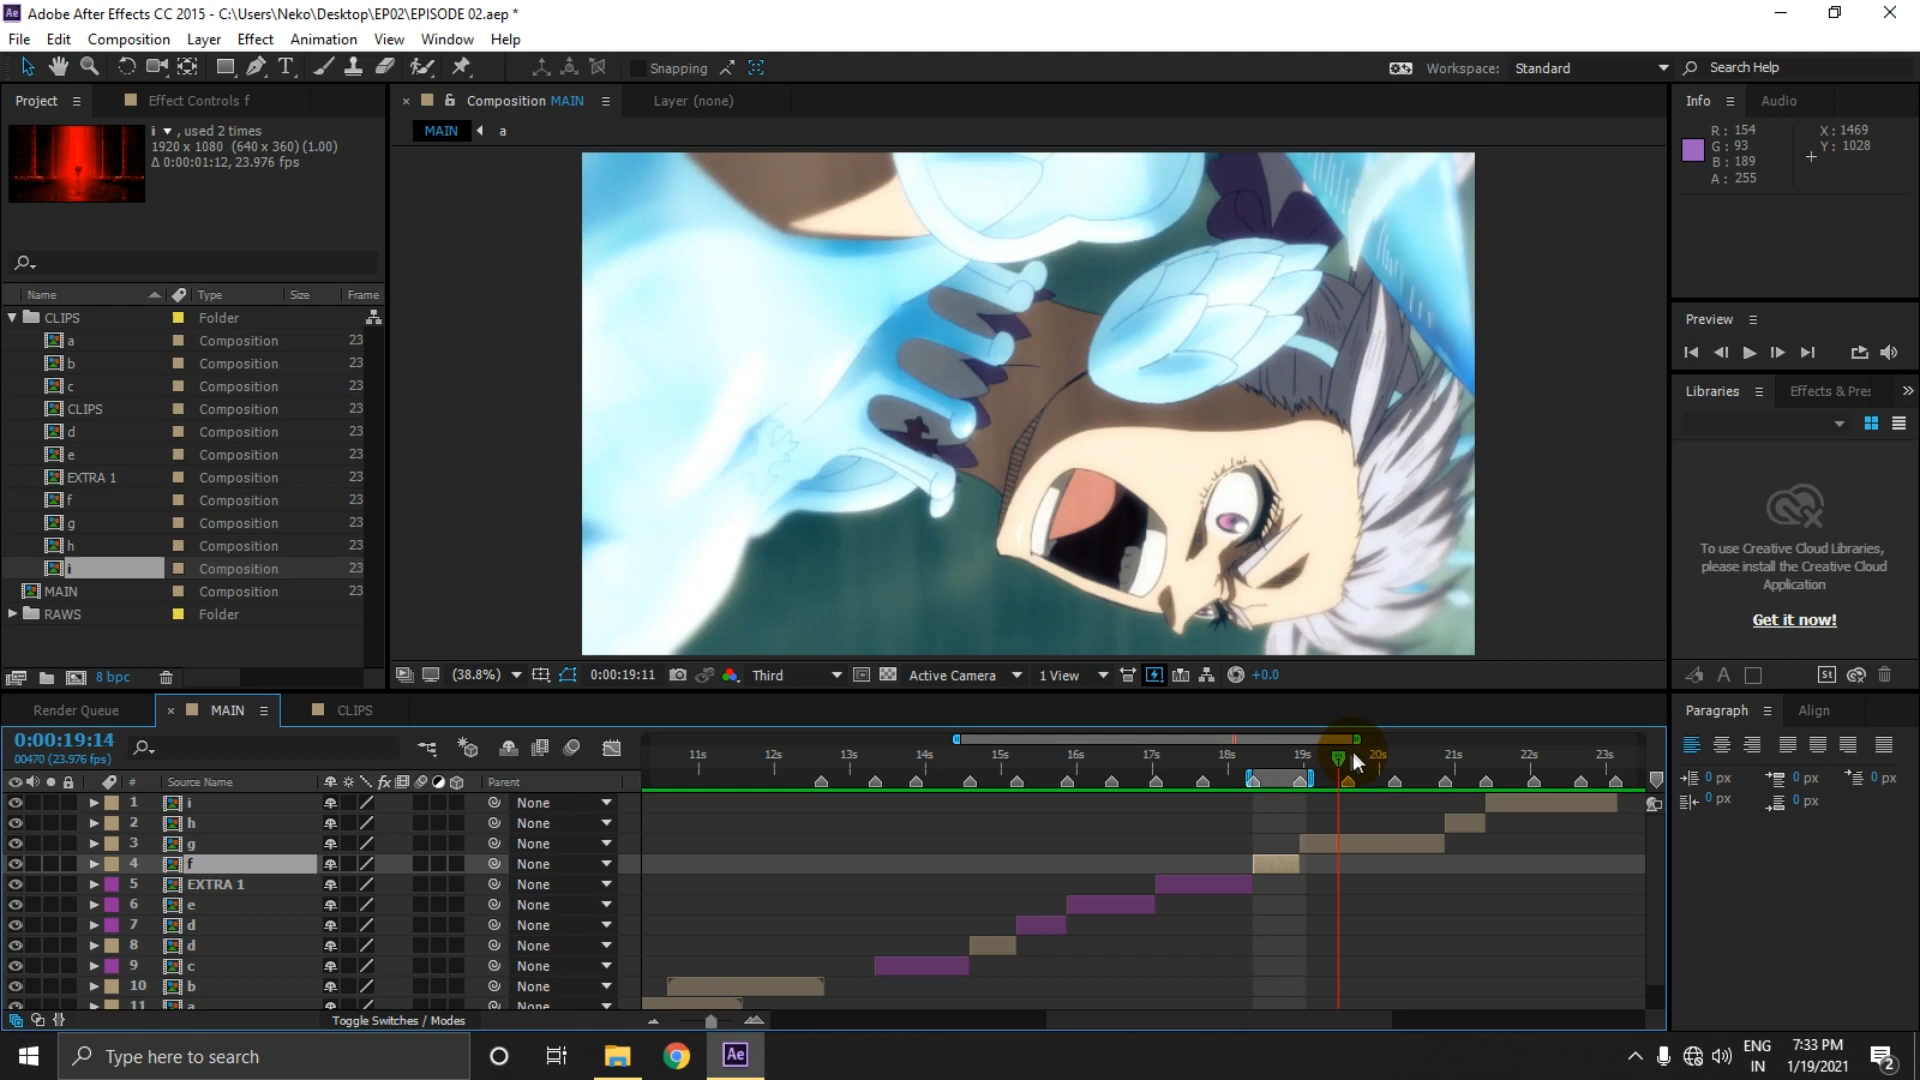 Ae Adobe After Effects CC 2015 - C:\Users\Neko\Desktop\EP02\EPISODE 02.aep *
File Edit Composition Layer Effect Animation View Window Help
T Snapping Workspace: Standard Search Help
Project Effect Controls f Composition MAIN Layer (none) Info Audio
i , used 2 times
1920 x 1080 (640 x 360) (1.00)
Δ 0:00:01:12, 23.976 fps
MAIN a
R: 154 X: 1469
G: 93 Y: 1028
B: 189
A: 255
Name Type Size Frame
CLIPS Folder
a Composition 23
b Composition 23
c Composition 23
CLIPS Composition 23
d Composition 23
e Composition 23
EXTRA 1 Composition 23
f Composition 23
g Composition 23
h Composition 23
i Composition 23
MAIN Composition 23
RAWS Folder
8 bpc
(38.8%) 0:00:19:11 Third Active Camera 1 View +0.0
Preview
Libraries Effects & Pre
To use Creative Cloud Libraries,
please install the Creative Cloud
Application
Get it now!
A St
Render Queue MAIN CLIPS
0:00:19:14
00470 (23.976 fps)
11s 12s 13s 14s 15s 16s 17s 18s 19s 20s 21s 22s 23s
# Source Name fx Parent
1 i None
2 h None
3 g None
4 f None
5 EXTRA 1 None
6 e None
7 d None
8 d None
9 c None
10 b None
11 a None
Toggle Switches / Modes
Paragraph Align
0 px 0 px 0 px
0 px 0 px
Type here to search
Ae
ENG
IN
7:33 PM
1/19/2021
2